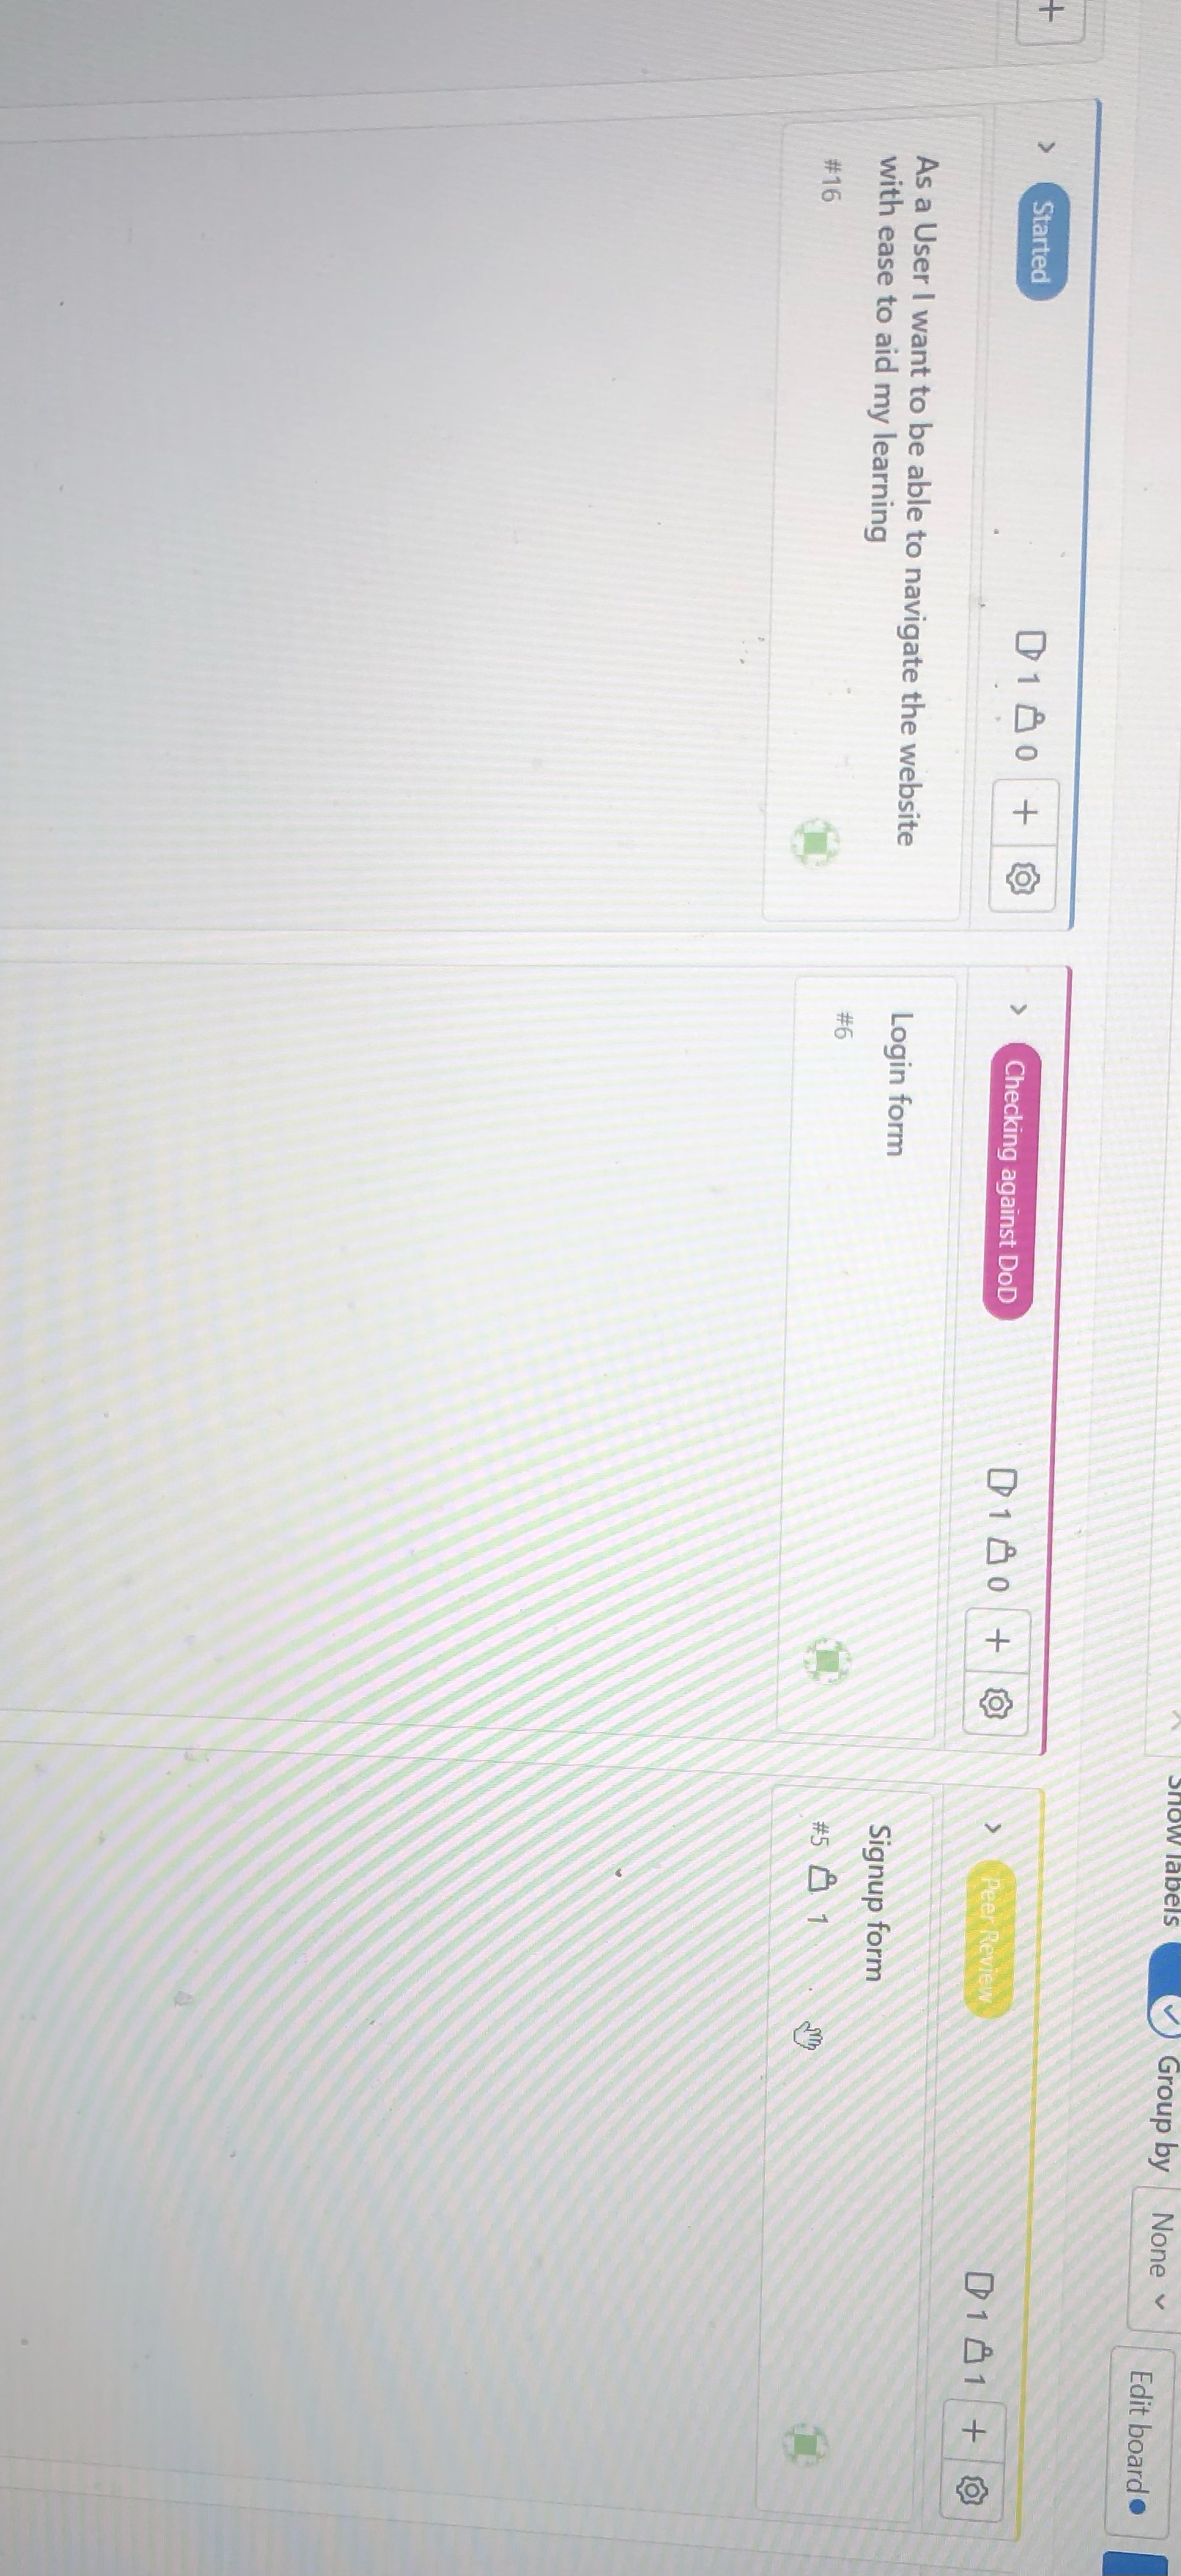 Show labels
Group by
None
Edit board
Started
1 0
As a User I want to be able to navigate the website
with ease to aid my learning
#16
Checking against DoD
1 0
Login form
#6
Peer Review
1 1
Signup form
#5 1